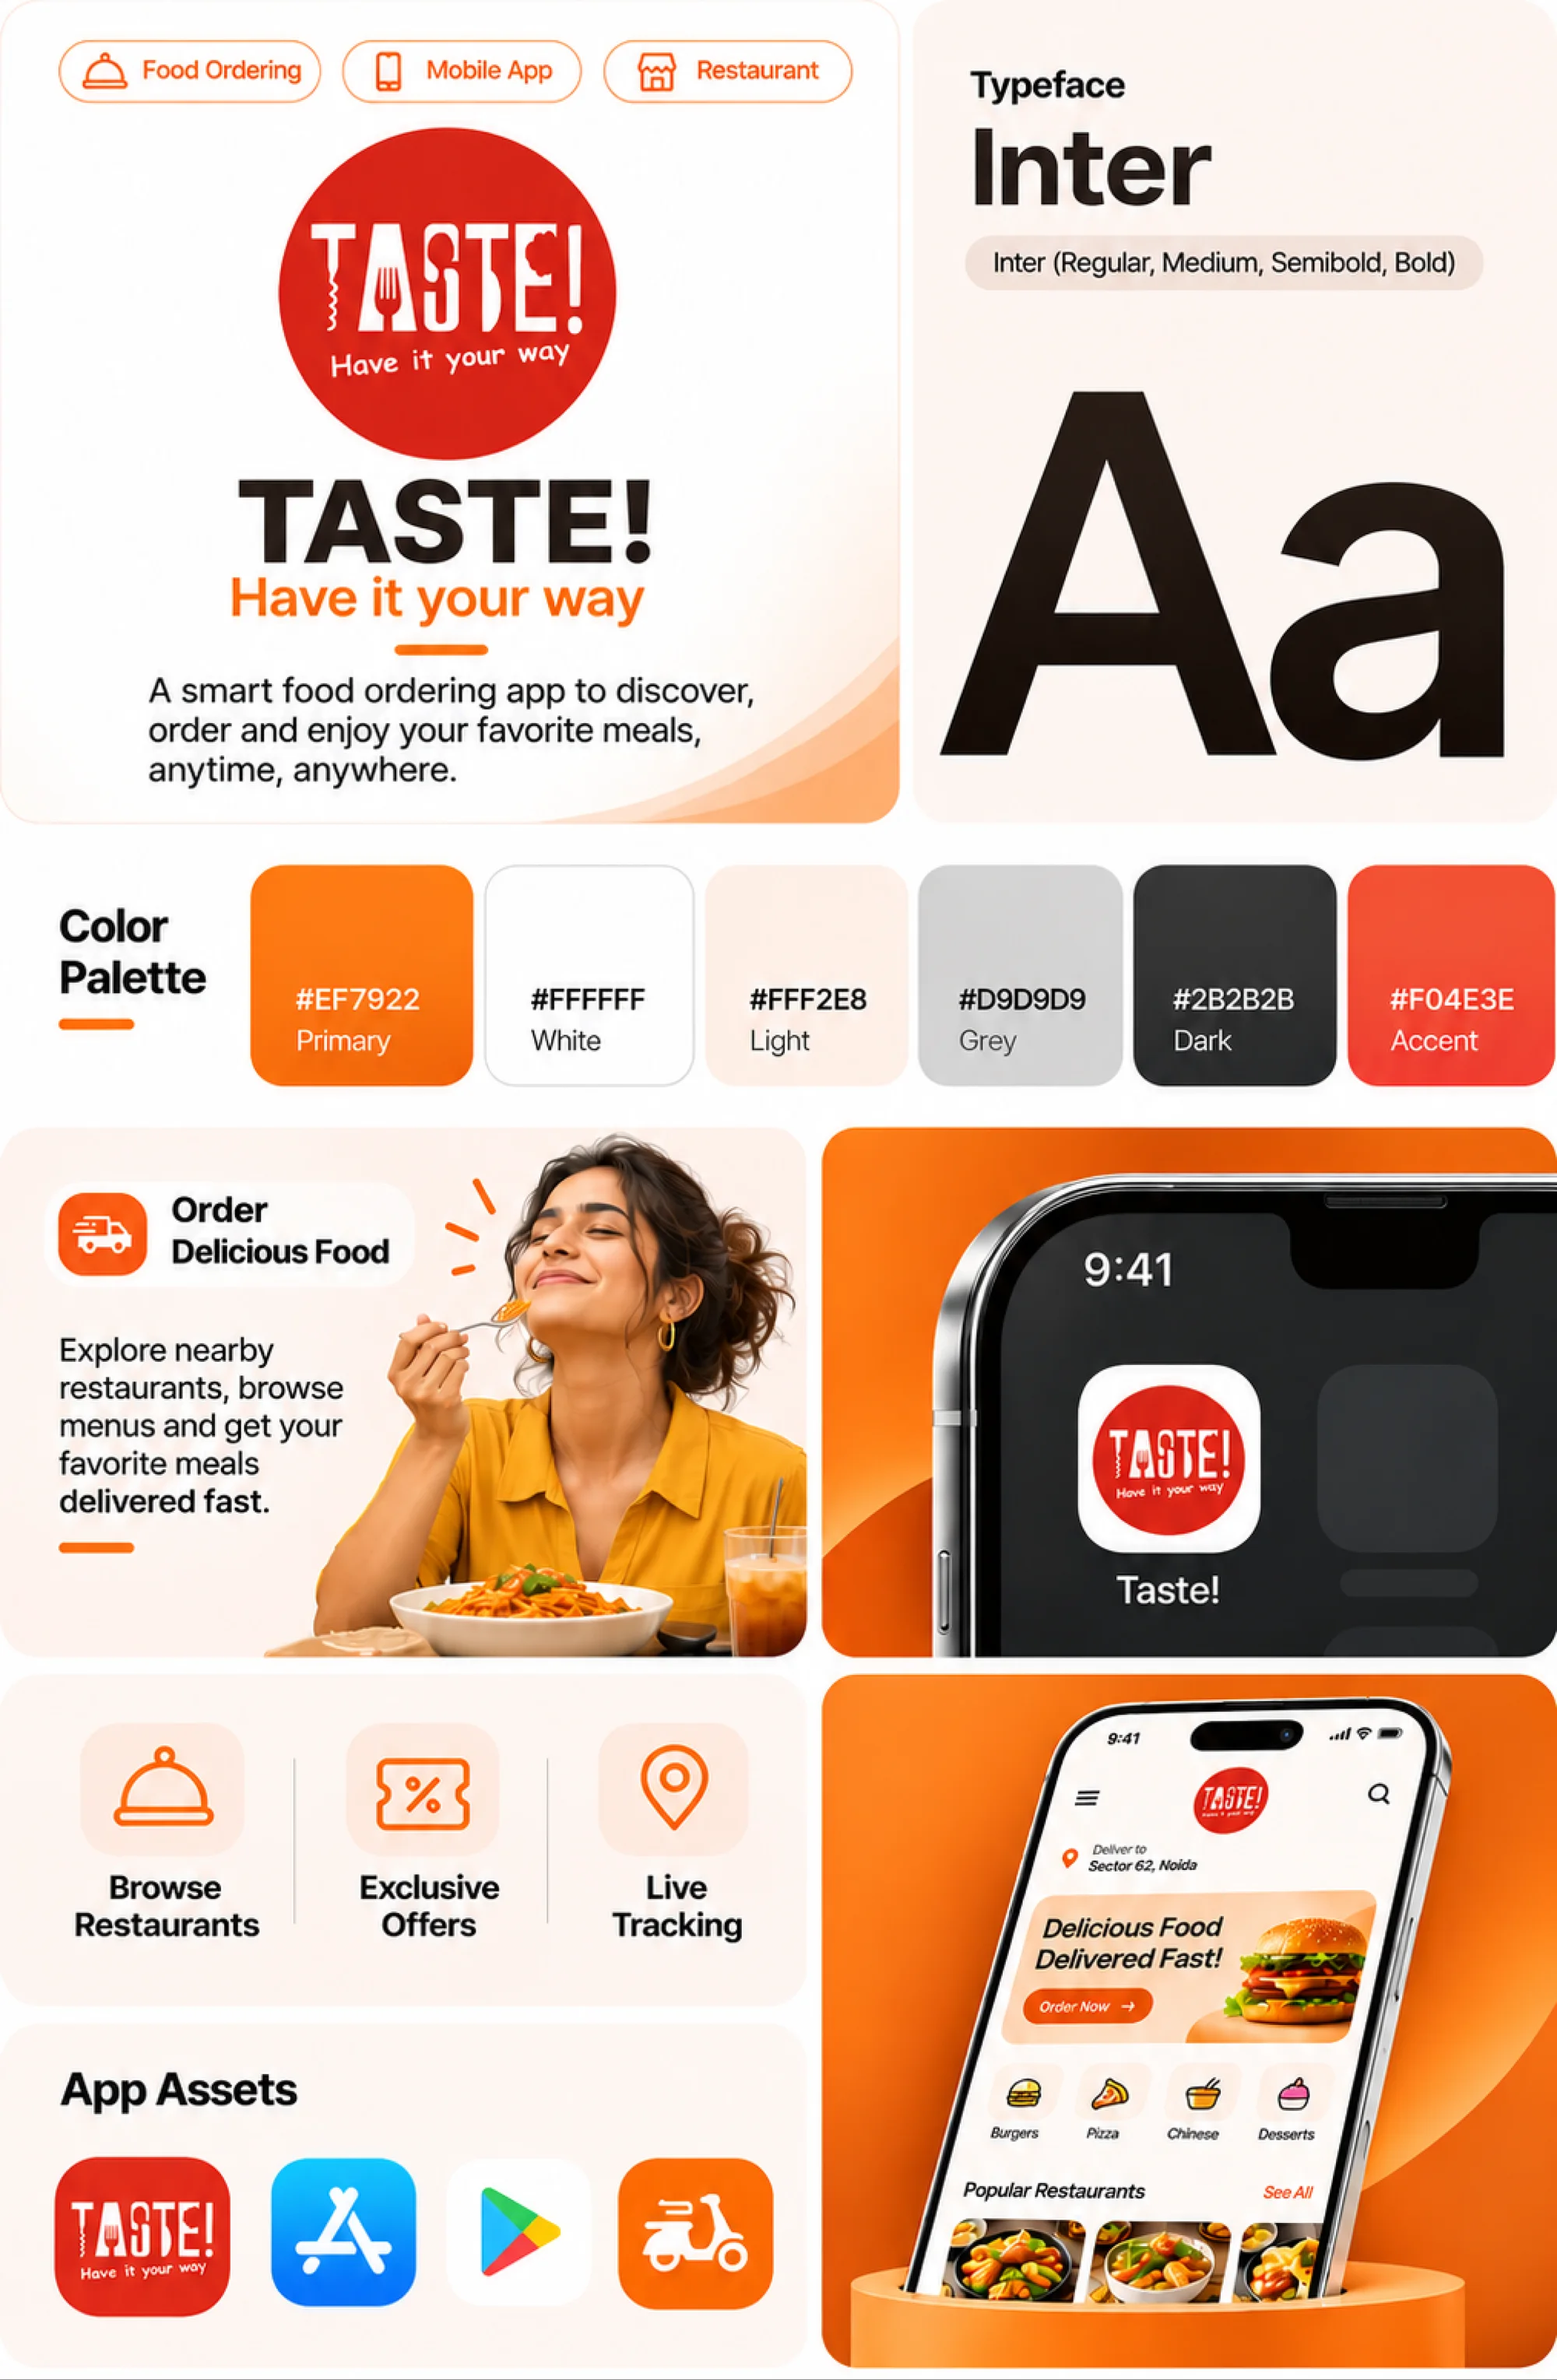 Food Ordering
Mobile App
Restaurant
TASTE!
Have it your way
TASTE!
Have it your way
A smart food ordering app to discover,
order and enjoy your favorite meals,
anytime, anywhere.
Typeface
Inter
Inter (Regular, Medium, Semibold, Bold)
Aa
Color
Palette
#EF7922
Primary
#FFFFFF
White
#FFF2E8
Light
#D9D9D9
Grey
#2B2B2B
Dark
#F04E3E
Accent
Order
Delicious Food
Explore nearby
restaurants, browse
menus and get your
favorite meals
delivered fast.
9:41
TASTE!
Have it your way
Taste!
Browse
Restaurants
Exclusive
Offers
Live
Tracking
App Assets
TASTE!
Have it your way
9:41
TASTE!
Have it your way
Deliver to
Sector 62, Noida
Delicious Food
Delivered Fast!
Order Now →
Burgers
Pizza
Chinese
Desserts
Popular Restaurants
See All